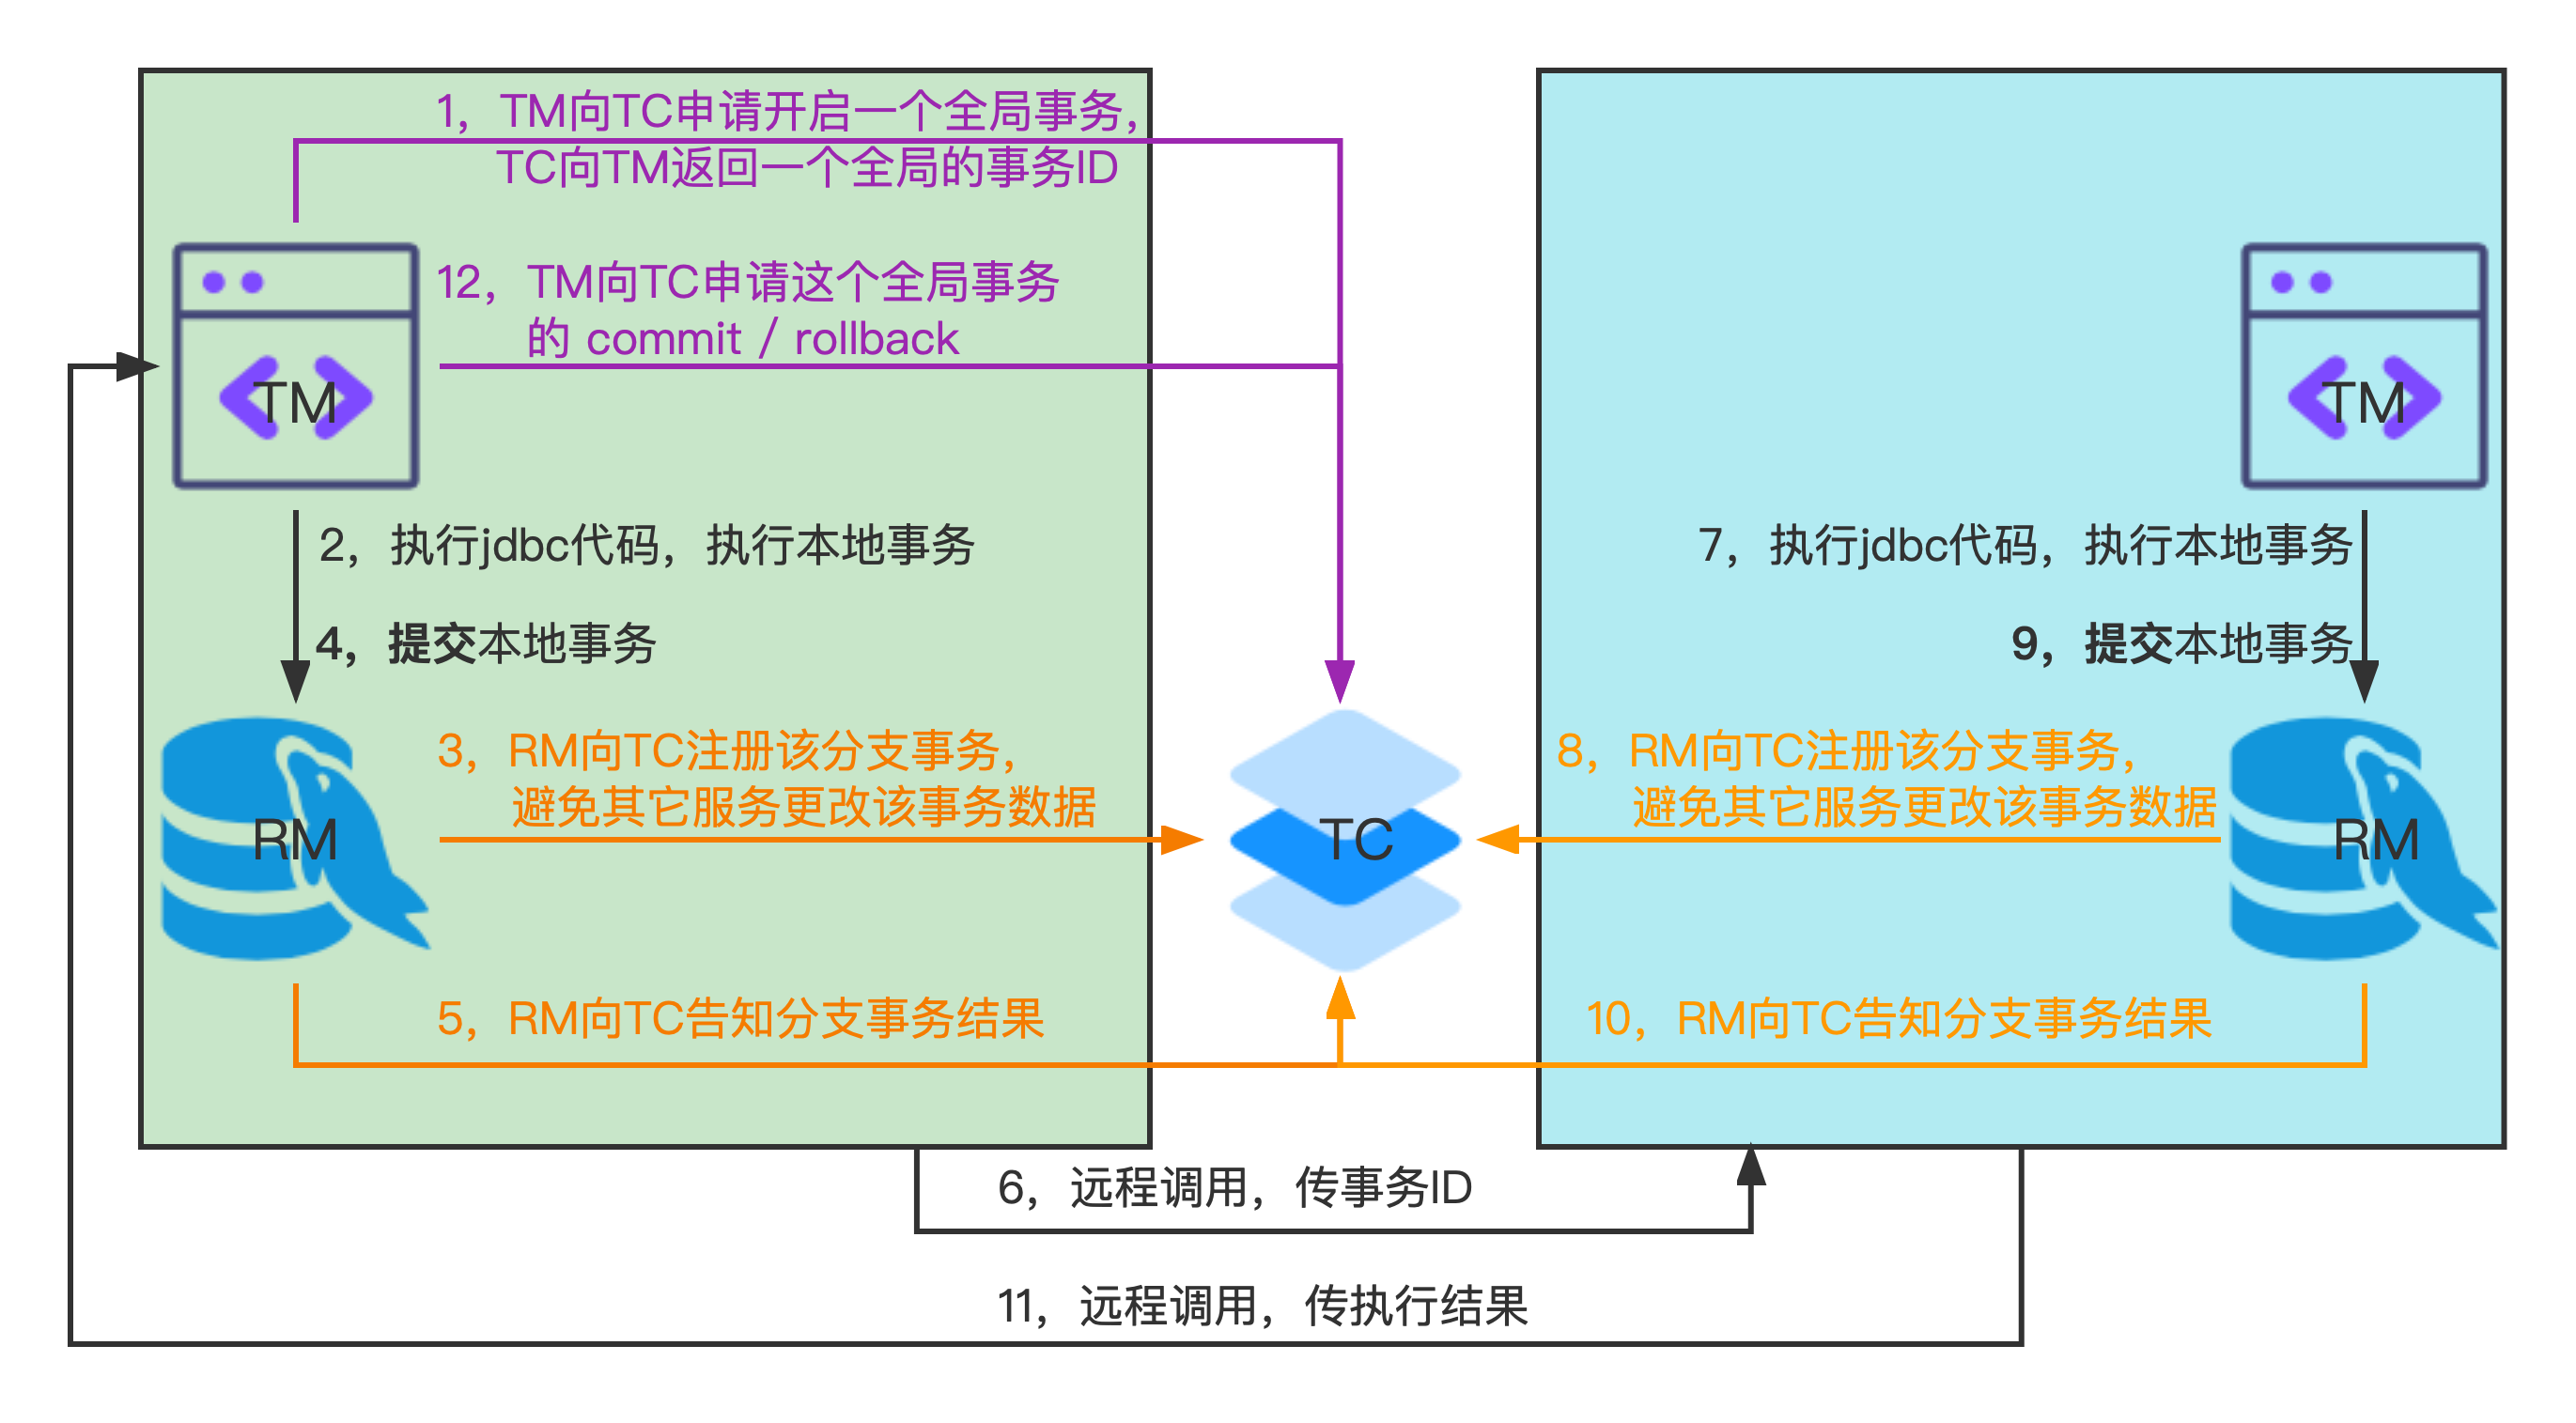 1，TM向TC申请开启一个全局事务，
TC向TM返回一个全局的事务ID
12，TM向TC申请这个全局事务
的 commit / rollback
TM
TM
2，执行jdbc代码，执行本地事务
7，执行jdbc代码，执行本地事务
4，提交本地事务
9，提交本地事务
3，RM向TC注册该分支事务，
避免其它服务更改该事务数据
8，RM向TC注册该分支事务，
避免其它服务更改该事务数据
RM
TC
RM
5，RM向TC告知分支事务结果
10，RM向TC告知分支事务结果
6，远程调用，传事务ID
11，远程调用，传执行结果